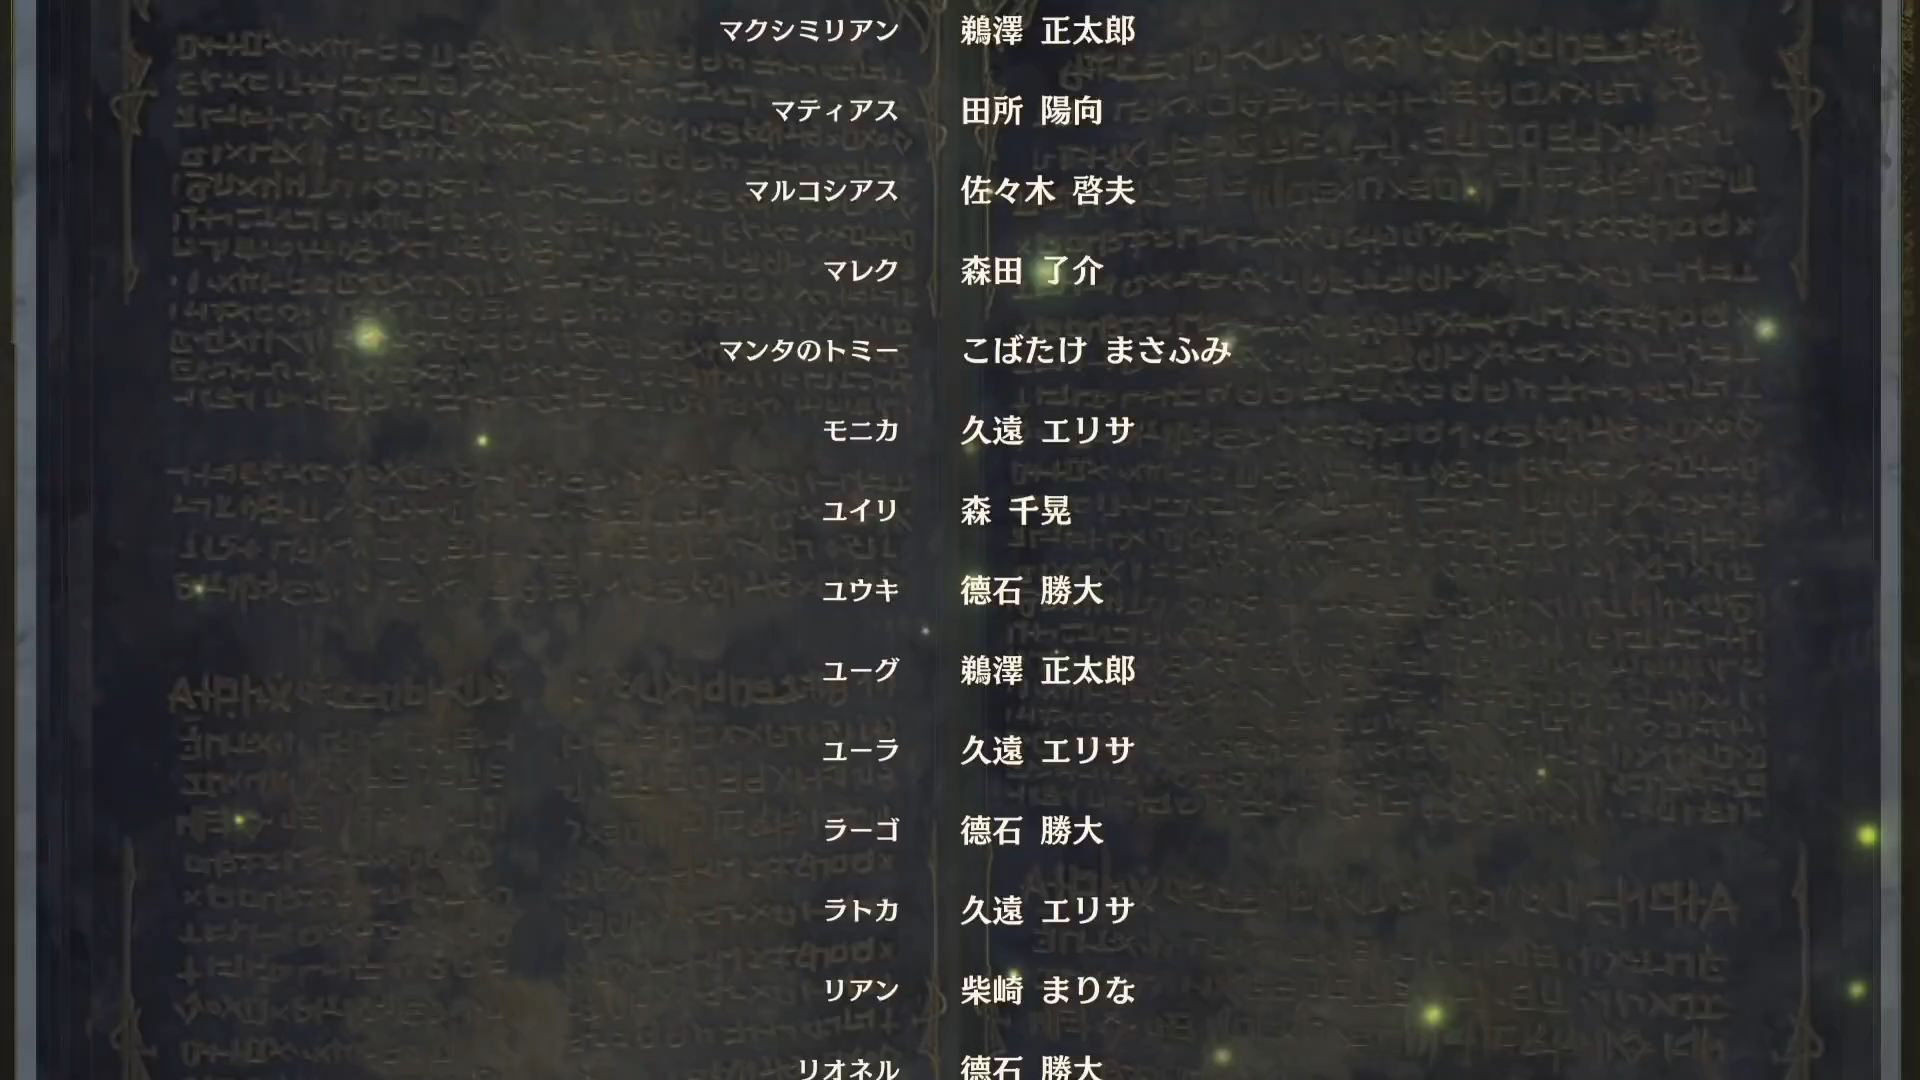 マクシミリアン 鵜澤 正太郎
マティアス 田所 陽向
マルコシアス 佐々木 啓夫
マレク 森田 了介
マンタのトミー こばたけ まさふみ
モニカ 久遠 エリサ
ユイリ 森 千晃
ユウキ 德石 勝大
ユーグ 鵜澤 正太郎
ユーラ 久遠 エリサ
ラーゴ 德石 勝大
ラトカ 久遠 エリサ
リアン 柴崎 まりな
リオネル 德石 勝大